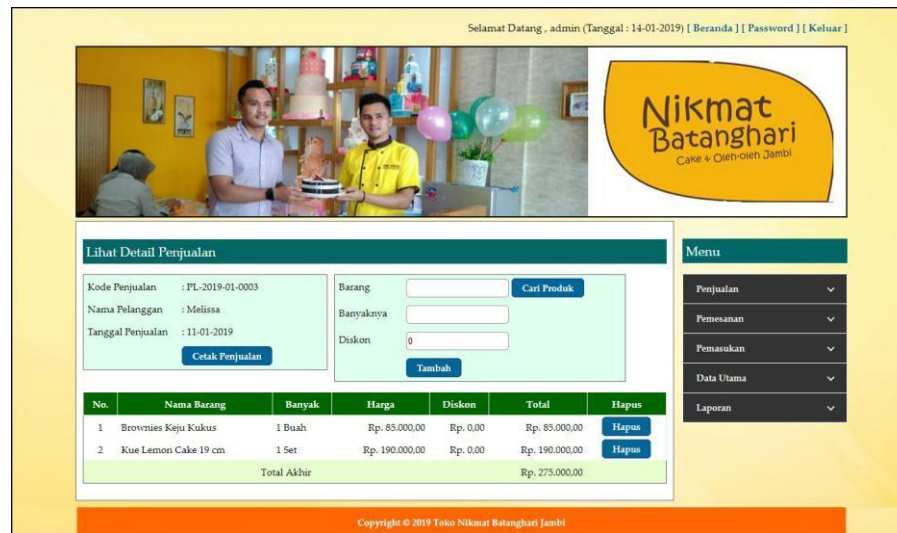 Selamat Datang , admin (Tanggal : 14-01-2019) [ Beranda ] [ Password ] [ Keluar ]
Nikmat
Batanghari
Cake & Oleh-oleh Jambi
Lihat Detail Penjualan
Kode Penjualan : PL-2019-01-0003
Nama Pelanggan : Melissa
Tanggal Penjualan : 11-01-2019
Cetak Penjualan
Barang Cari Produk
Banyaknya
Diskon 0
Tambah
No. Nama Barang Banyak Harga Diskon Total Hapus
1 Brownies Keju Kukus 1 Buah Rp. 85.000,00 Rp. 0,00 Rp. 85.000,00 Hapus
2 Kue Lemon Cake 19 cm 1 Set Rp. 190.000,00 Rp. 0,00 Rp. 190.000,00 Hapus
Total Akhir Rp. 275.000,00
Menu
Penjualan
Pemesanan
Pemasukan
Data Utama
Laporan
Copyright © 2019 Toko Nikmat Batanghari Jambi